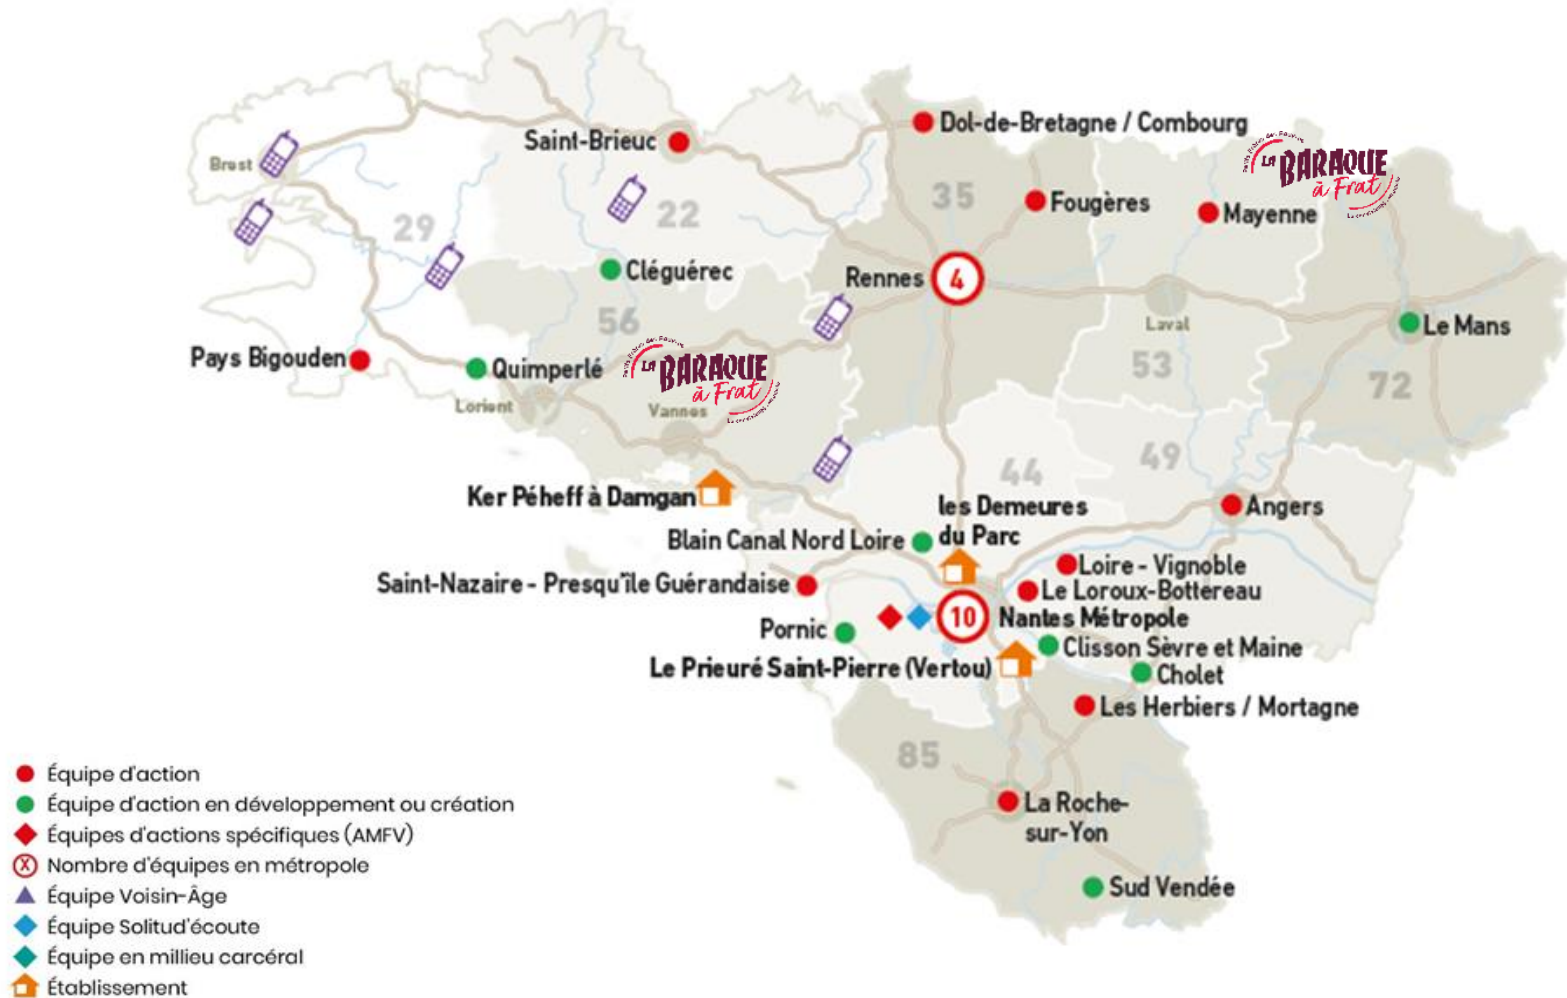 Dol-de-Bretagne / Combourg
Saint-Brieuc
Brest
Petits Frères des Pauvres
LA BARAQUE
à Frat
35
Fougères
Mayenne
22
29
Cléguérec
Rennes
4
56
Laval
Le Mans
Pays Bigouden
Quimperlé
LA BARAQUE
à Frat
53
72
Lorient
Vannes
44
49
Ker Péheff à Damgan
les Demeures
du Parc
Angers
Blain Canal Nord Loire
Loire - Vignoble
Saint-Nazaire - Presqu'île Guérandaise
Le Loroux-Bottereau
10
Nantes Métropole
Pornic
Clisson Sèvre et Maine
Le Prieuré Saint-Pierre (Vertou)
Cholet
Les Herbiers / Mortagne
85
La Roche-
sur-Yon
Sud Vendée
Équipe d'action
Équipe d'action en développement ou création
Équipes d'actions spécifiques (AMFV)
X
Nombre d'équipes en métropole
Équipe Voisin-Âge
Équipe Solitud'écoute
Équipe en millieu carcéral
Établissement